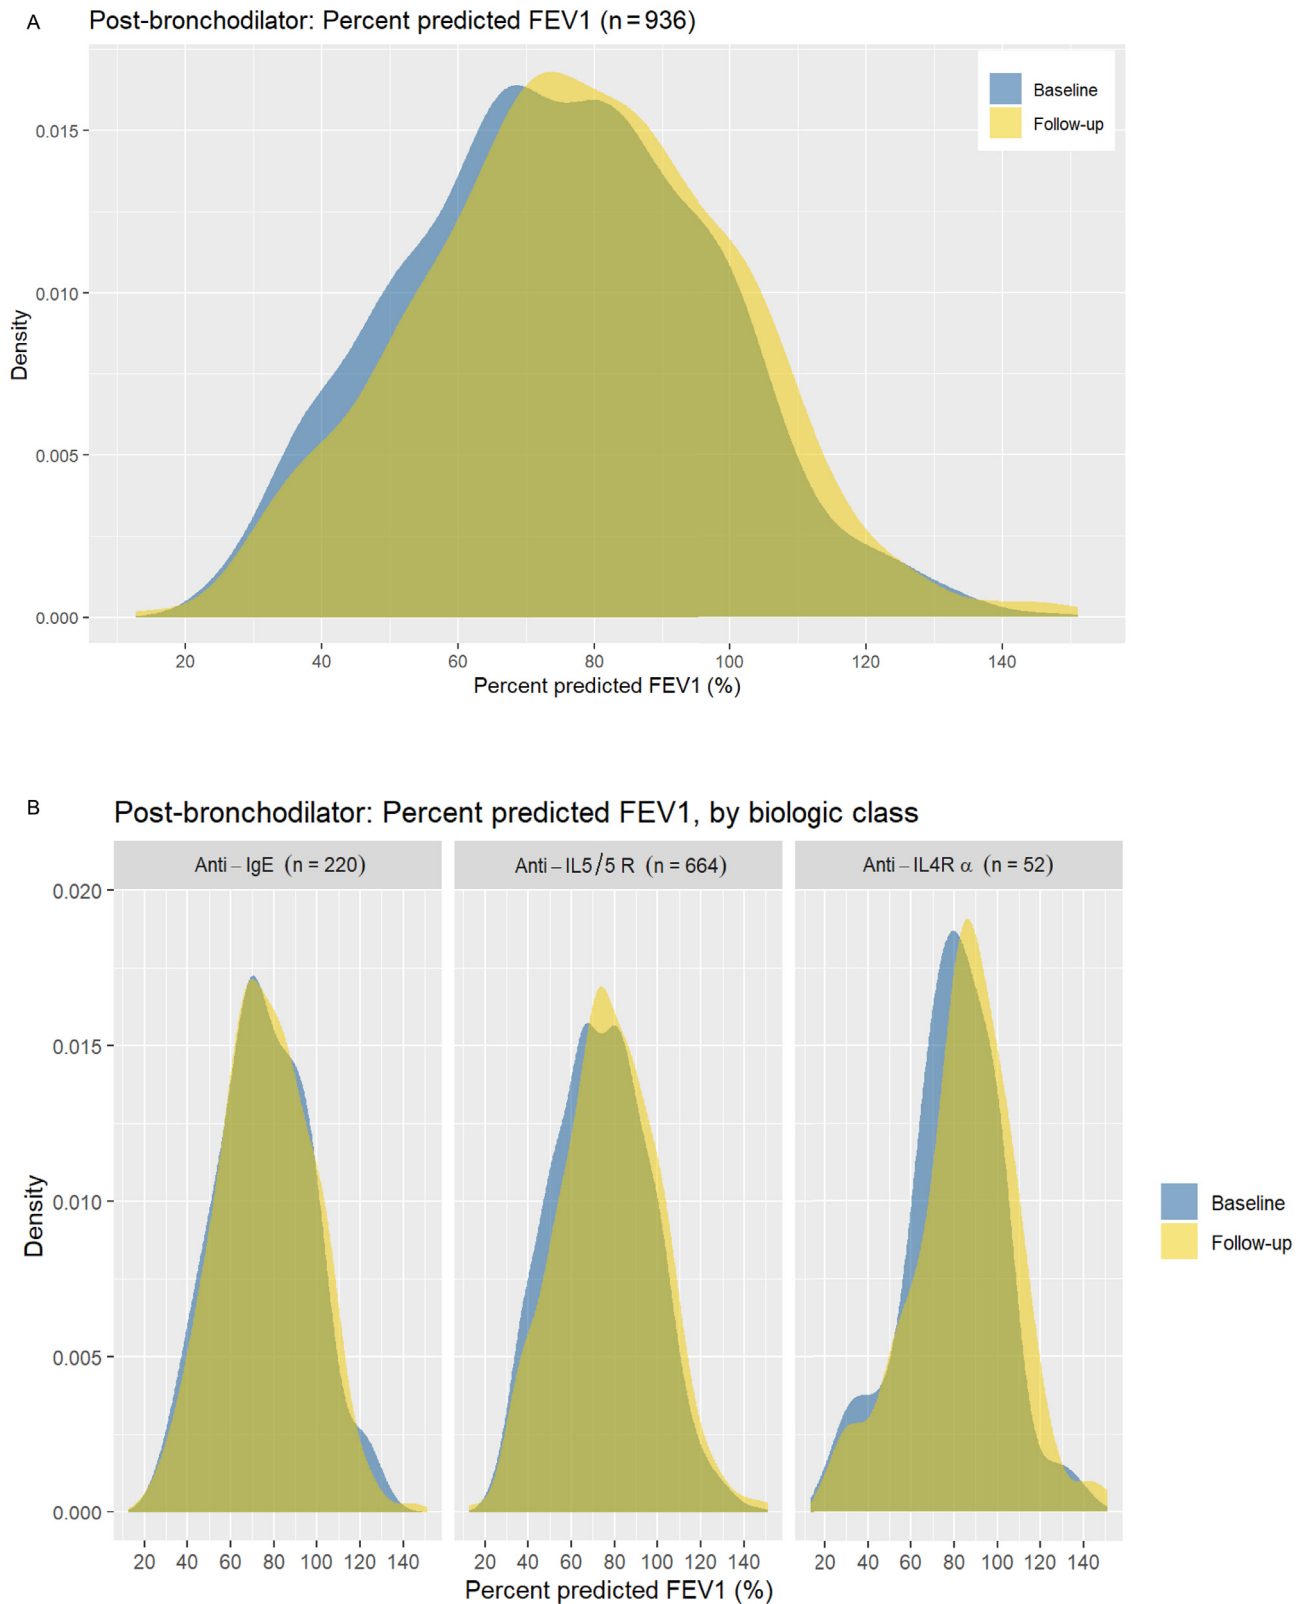 A
Post-bronchodilator: Percent predicted FEV1 (n = 936)
Baseline
Follow-up
0.015
0.010
0.005
0.000
Density
20 40 60 80 100 120 140
Percent predicted FEV1 (%)
B
Post-bronchodilator: Percent predicted FEV1, by biologic class
Anti – IgE (n = 220) Anti – IL5/5 R (n = 664) Anti – IL4R α (n = 52)
0.020
0.015
0.010
0.005
0.000
Density
Baseline
Follow-up
20 40 60 80 100 120 140 20 40 60 80 100 120 140 20 40 60 80 100 120 140
Percent predicted FEV1 (%)